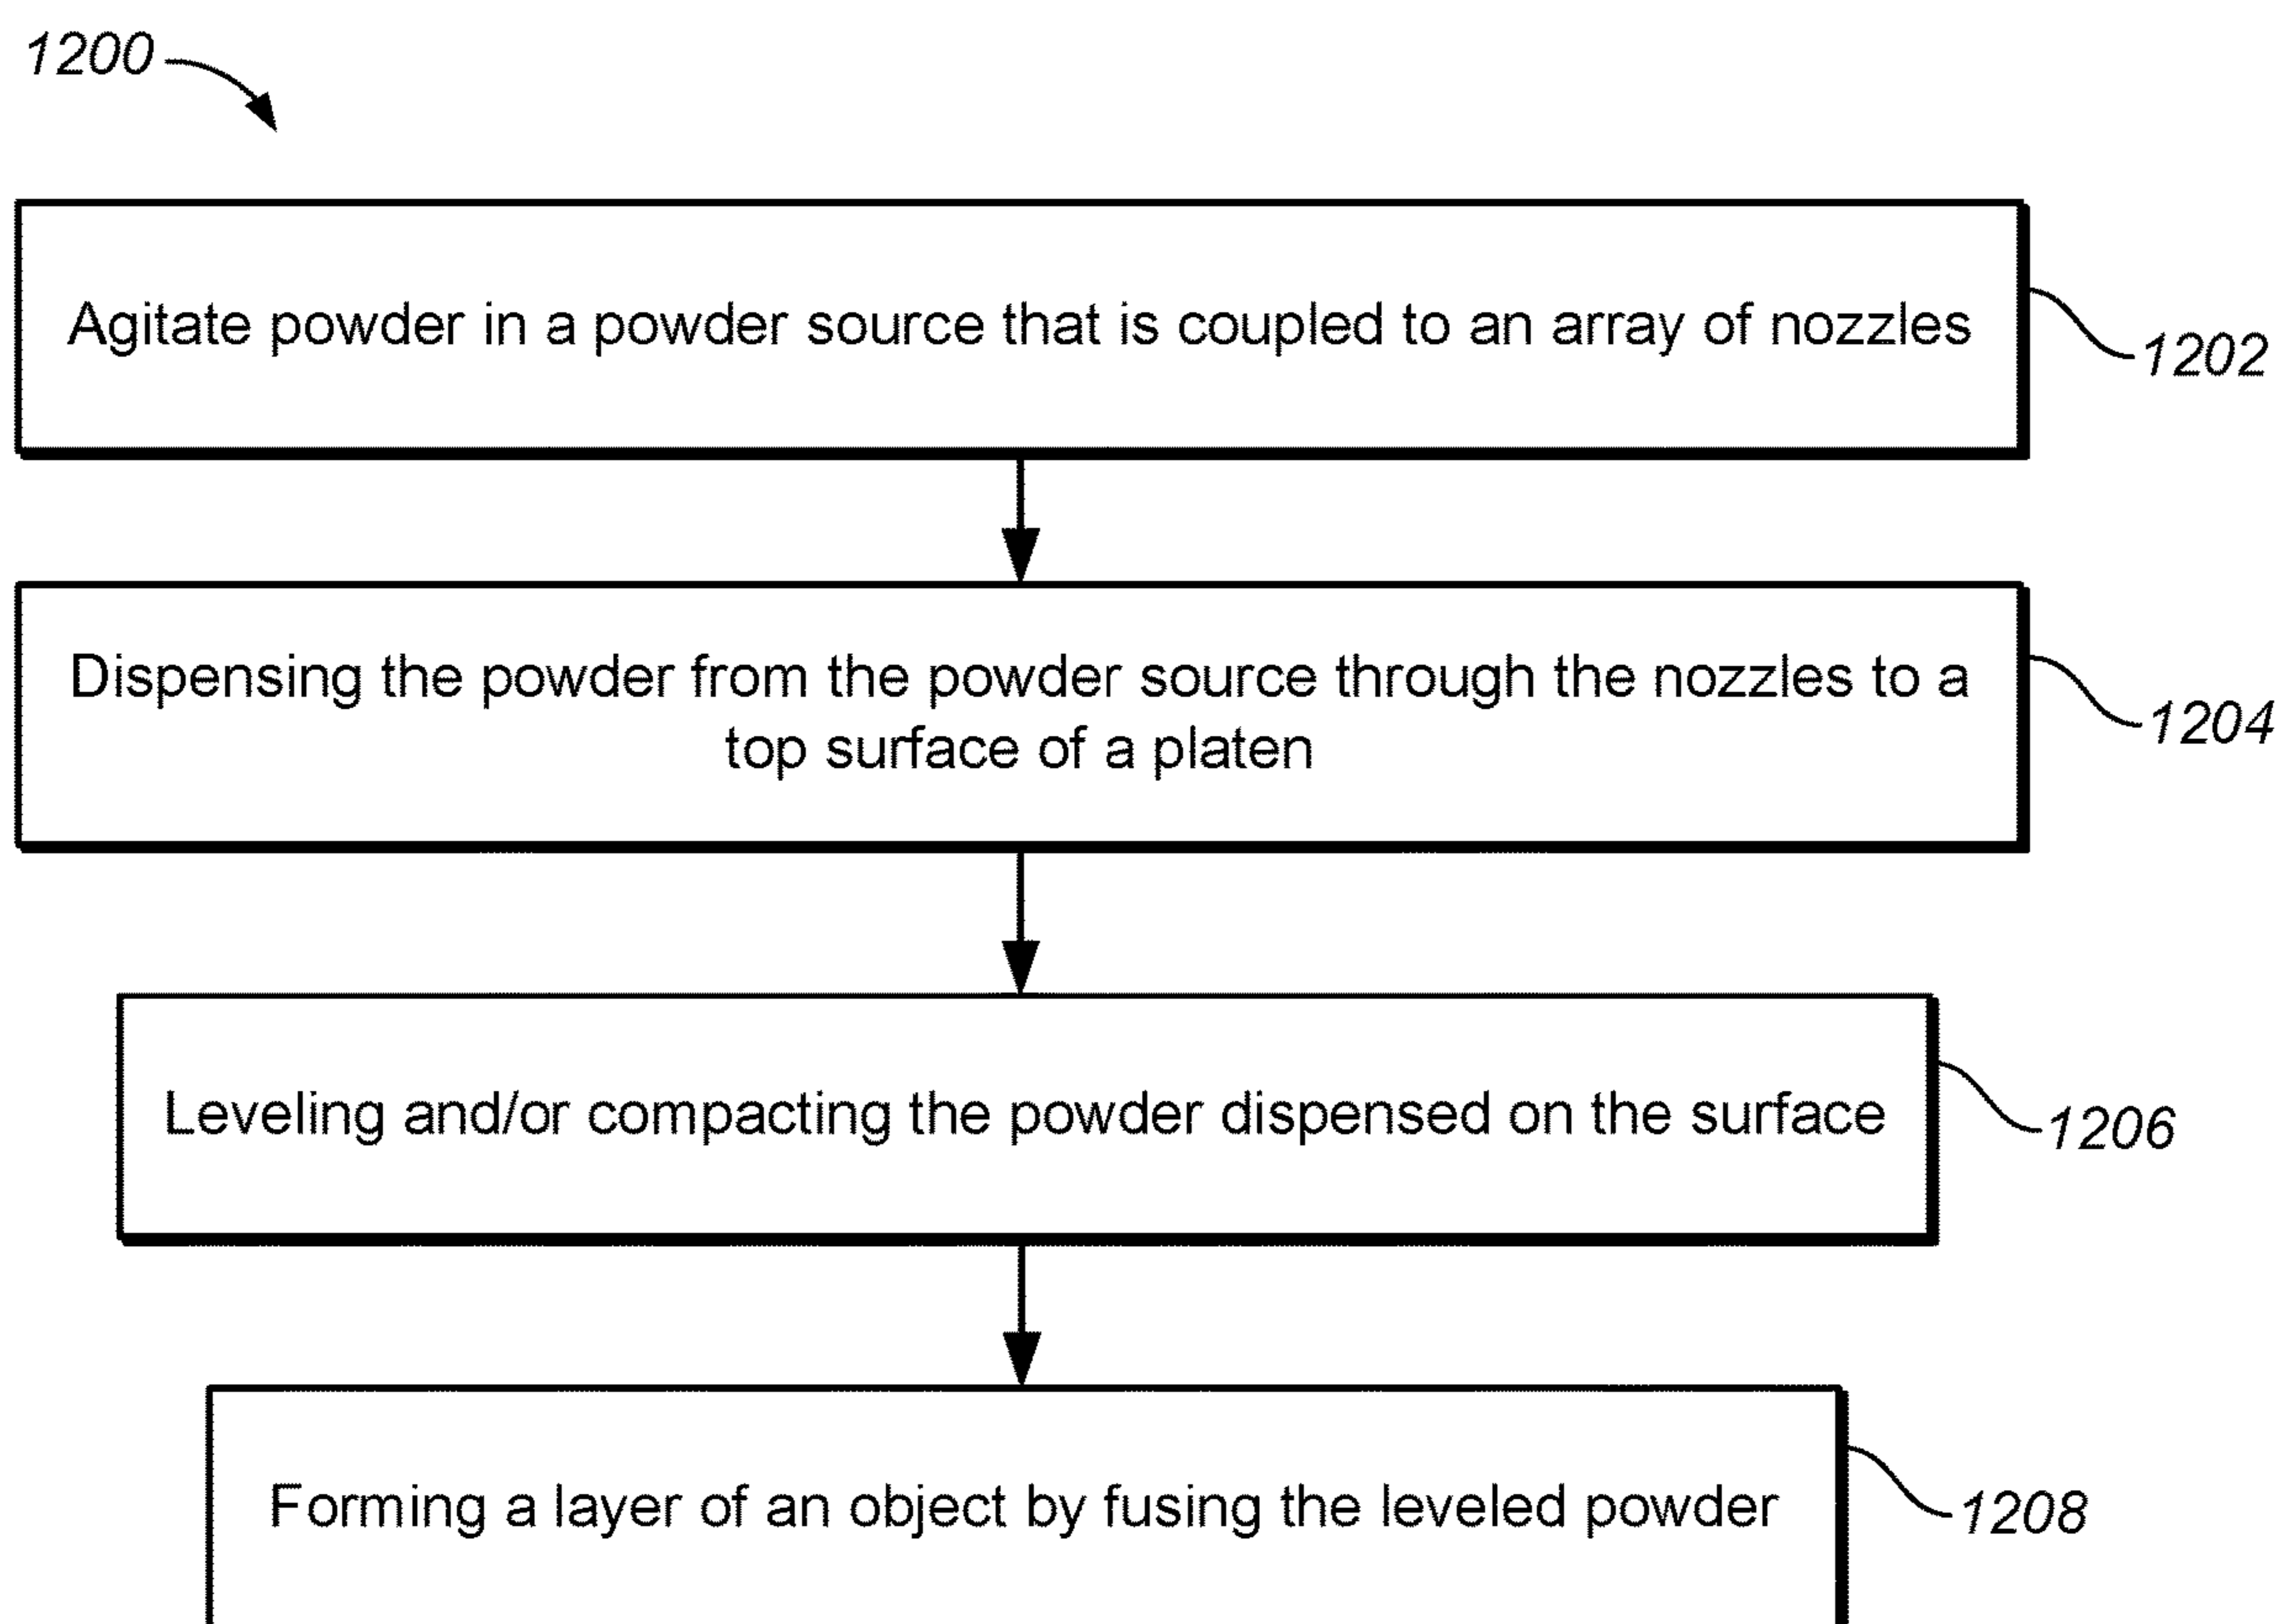 1200
Agitate powder in a powder source that is coupled to an array of nozzles
1202
Dispensing the powder from the powder source through the nozzles to a
top surface of a platen
1204
Leveling and/or compacting the powder dispensed on the surface
1206
Forming a layer of an object by fusing the leveled powder
1208